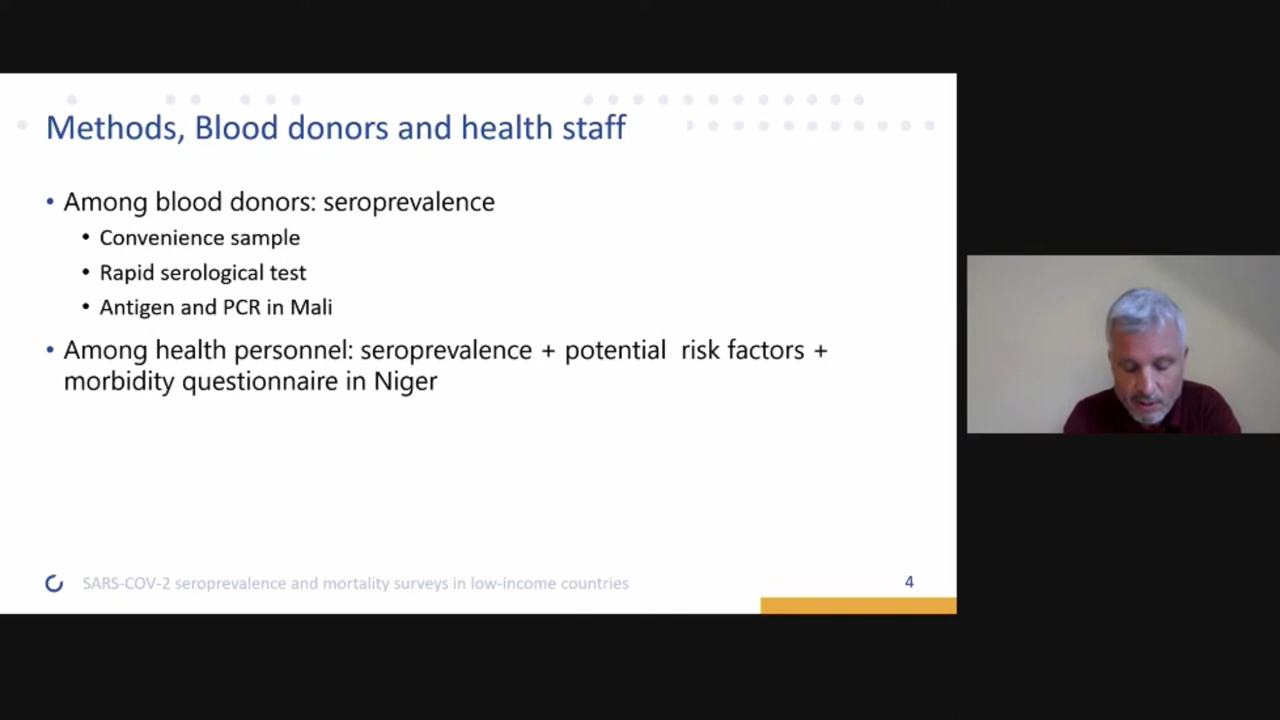 Methods, Blood donors and health staff
• Among blood donors: seroprevalence
• Convenience sample
• Rapid serological test
• Antigen and PCR in Mali
• Among health personnel: seroprevalence + potential risk factors +
morbidity questionnaire in Niger
SARS-COV-2 seroprevalence and mortality surveys in low-income countries
4